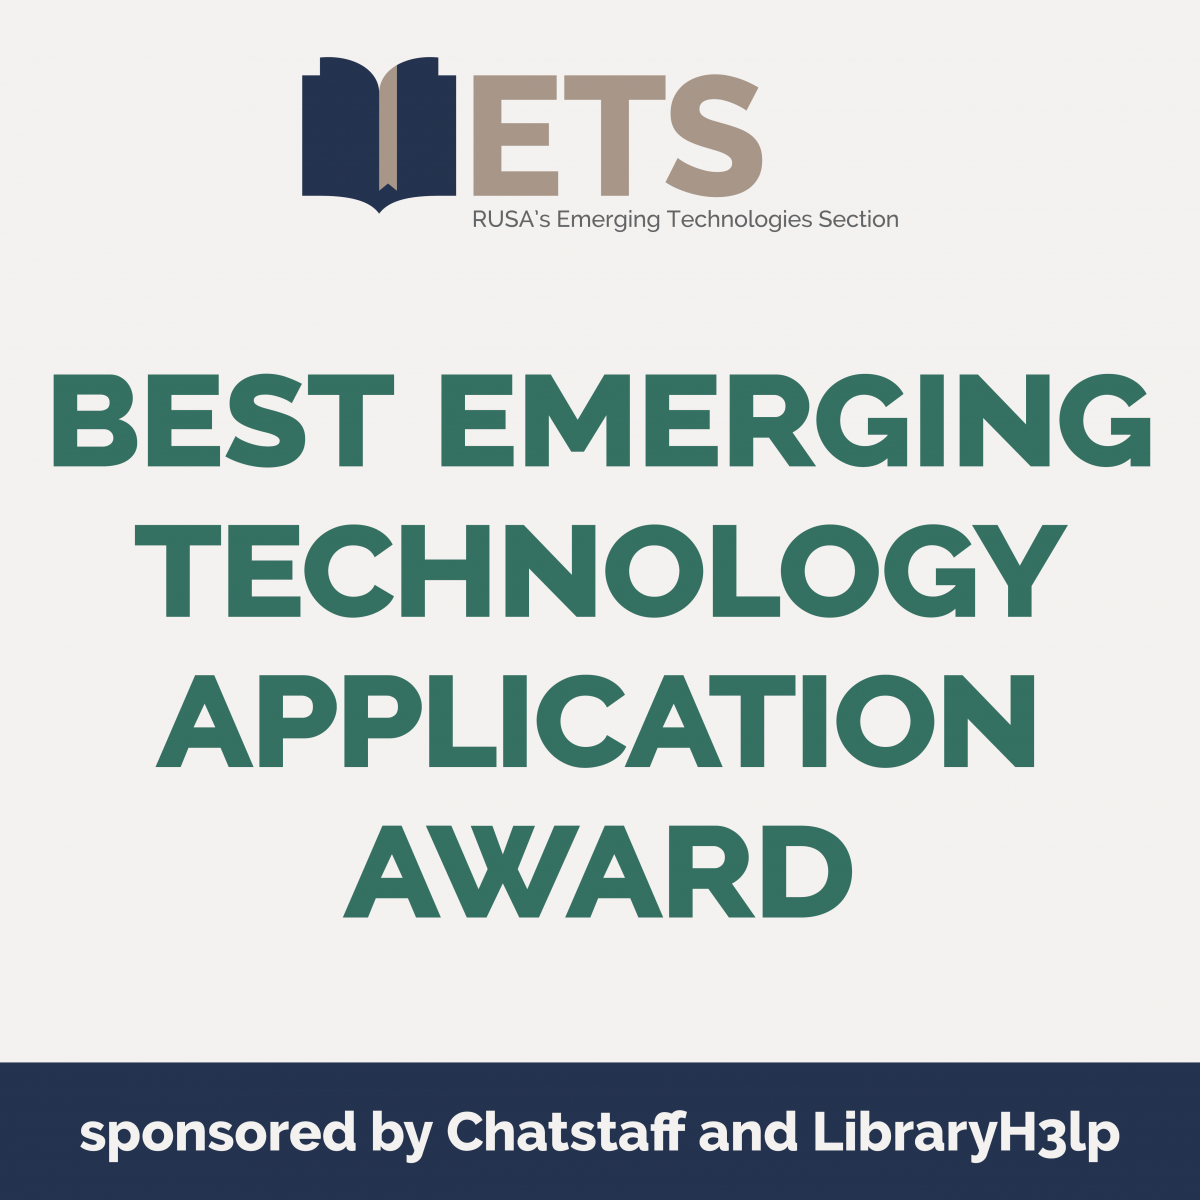 ETS
RUSA's Emerging Technologies Section
BEST EMERGING
TECHNOLOGY
APPLICATION
AWARD
sponsored by Chatstaff and LibraryH3lp